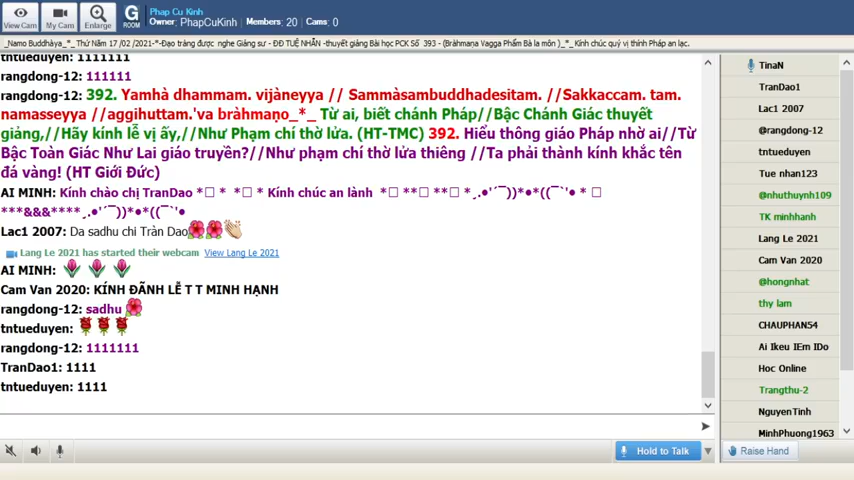 View Cam
My Cam
Enlarge
G
ROOM
Phap Cu Kinh
Owner: PhapCuKinh | Members: 20 | Cams: 0
_Namo Buddhàya_*_ Thứ Năm 17 /02 /2021-*-Đạo tràng được nghe Giảng sư - ĐĐ TUỆ NHÂN -thuyết giảng Bài học PCK Số 393 - (Bràhmaṇa Vagga Phẩm Bà la môn )_*_ Kính chúc quý vị thính Pháp an lạc.
tntueduyen: 1111111
rangdong-12: 111111
rangdong-12: 392. Yamhà dhammam. vijàneyya // Sammàsambuddhadesitam. //Sakkaccam. tam.
namasseyya //aggihuttam.'va bràhmaṇo_*_ Từ ai, biết chánh Pháp//Bậc Chánh Giác thuyết
giảng,//Hãy kính lễ vị ấy,//Như Phạm chí thờ lửa. (HT-TMC) 392. Hiểu thông giáo Pháp nhờ ai//Từ
Bậc Toàn Giác Như Lai giáo truyền?//Như phạm chí thờ lửa thiêng //Ta phải thành kính khắc tên
đá vàng! (HT Giới Đức)
AI MINH: Kính chào chị TranDao *□ * *□ * Kính chúc an lành *□ **□ **□ *¸.•'´¯))*•*((¯`'• * □
***&&&****¸.•'´¯))*•*((¯`'•
Lac1 2007: Da sadhu chi Tràn Dao
Lang Le 2021 has started their webcam View Lang Le 2021
AI MINH:
Cam Van 2020: KÍNH ĐÃNH LỄ T T MINH HẠNH
rangdong-12: sadhu
tntueduyen:
rangdong-12: 1111111
TranDao1: 1111
tntueduyen: 1111
Hold to Talk
TinaN
TranDao1
Lac1 2007
@rangdong-12
tntueduyen
Tue nhan123
@nhuthuynh109
TK minhhanh
Lang Le 2021
Cam Van 2020
@hongnhat
thy lam
CHAUPHAN54
Ai Ikeu IEm IDo
Hoc Online
Trangthu-2
NguyenTinh
MinhPhuong1963
Raise Hand